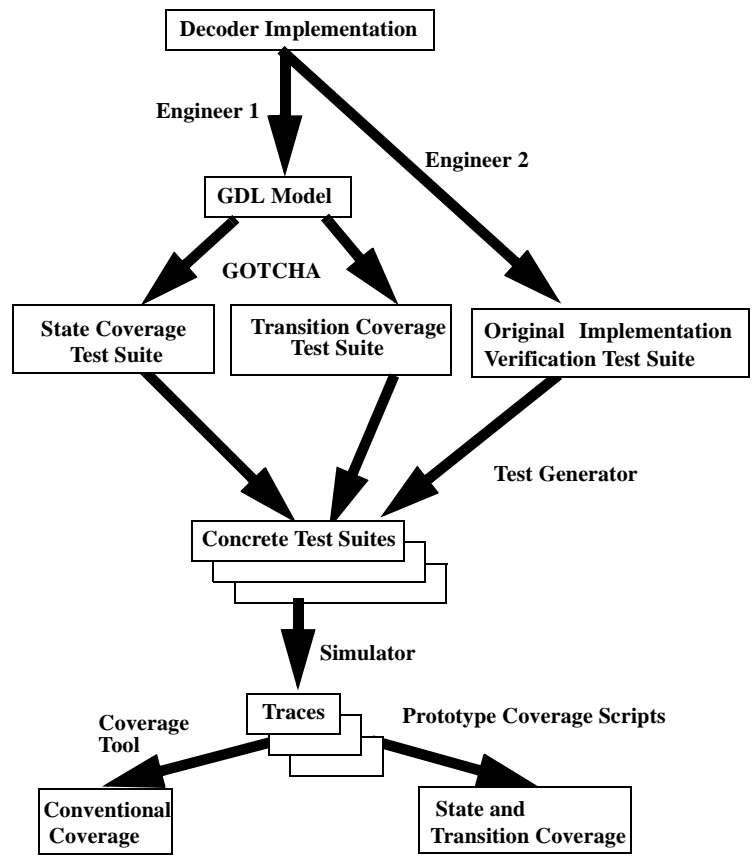 Decoder Implementation
Engineer 1
Engineer 2
GDL Model
GOTCHA
State Coverage
Test Suite
Transition Coverage
Test Suite
Original Implementation
Verification Test Suite
Test Generator
Concrete Test Suites
Simulator
Traces
Coverage
Tool
Prototype Coverage Scripts
Conventional
Coverage
State and
Transition Coverage